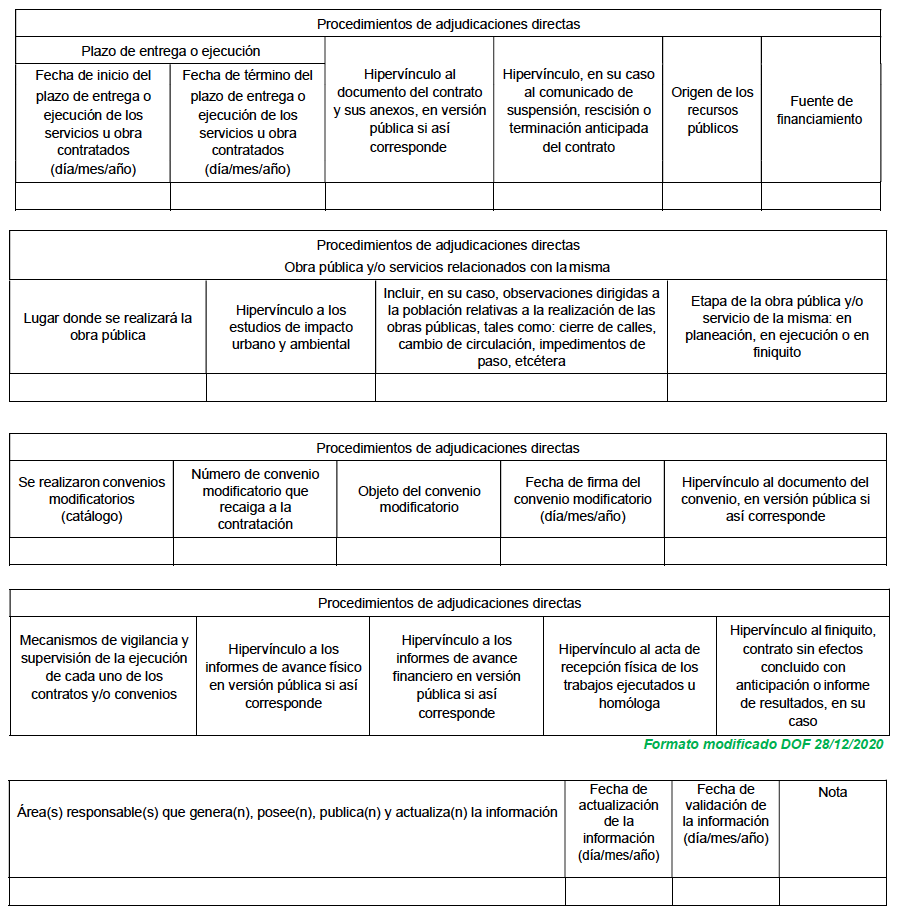 Procedimientos de adjudicaciones directas
Plazo de entrega o ejecución
Fecha de inicio del
plazo de entrega o
ejecución de los
servicios u obra
contratados
(día/mes/año)
Fecha de término del
plazo de entrega o
ejecución de los
servicios u obra
contratados
(día/mes/año)
Hipervínculo al
documento del contrato
y sus anexos, en versión
pública si así
corresponde
Hipervínculo, en su caso
al comunicado de
suspensión, rescisión o
terminación anticipada
del contrato
Origen de los
recursos
públicos
Fuente de
financiamiento
Procedimientos de adjudicaciones directas
Obra pública y/o servicios relacionados con la misma
Lugar donde se realizará la
obra pública
Hipervínculo a los
estudios de impacto
urbano y ambiental
Incluir, en su caso, observaciones dirigidas a
la población relativas a la realización de las
obras públicas, tales como: cierre de calles,
cambio de circulación, impedimentos de
paso, etcétera
Etapa de la obra pública y/o
servicio de la misma: en
planeación, en ejecución o en
finiquito
Procedimientos de adjudicaciones directas
Se realizaron convenios
modificatorios
(catálogo)
Número de convenio
modificatorio que
recaiga a la
contratación
Objeto del convenio
modificatorio
Fecha de firma del
convenio modificatorio
(día/mes/año)
Hipervínculo al documento del
convenio, en versión pública si
así corresponde
Procedimientos de adjudicaciones directas
Mecanismos de vigilancia y
supervisión de la ejecución
de cada uno de los
contratos y/o convenios
Hipervínculo a los
informes de avance físico
en versión pública si así
corresponde
Hipervínculo a los
informes de avance
financiero en versión
pública si así
corresponde
Hipervínculo al acta de
recepción física de los
trabajos ejecutados u
homóloga
Hipervínculo al finiquito,
contrato sin efectos
concluido con
anticipación o informe
de resultados, en su
caso
Formato modificado DOF 28/12/2020
Área(s) responsable(s) que genera(n), posee(n), publica(n) y actualiza(n) la información
Fecha de
actualización
de la
información
(día/mes/año)
Fecha de
validación de
la información
(día/mes/año)
Nota